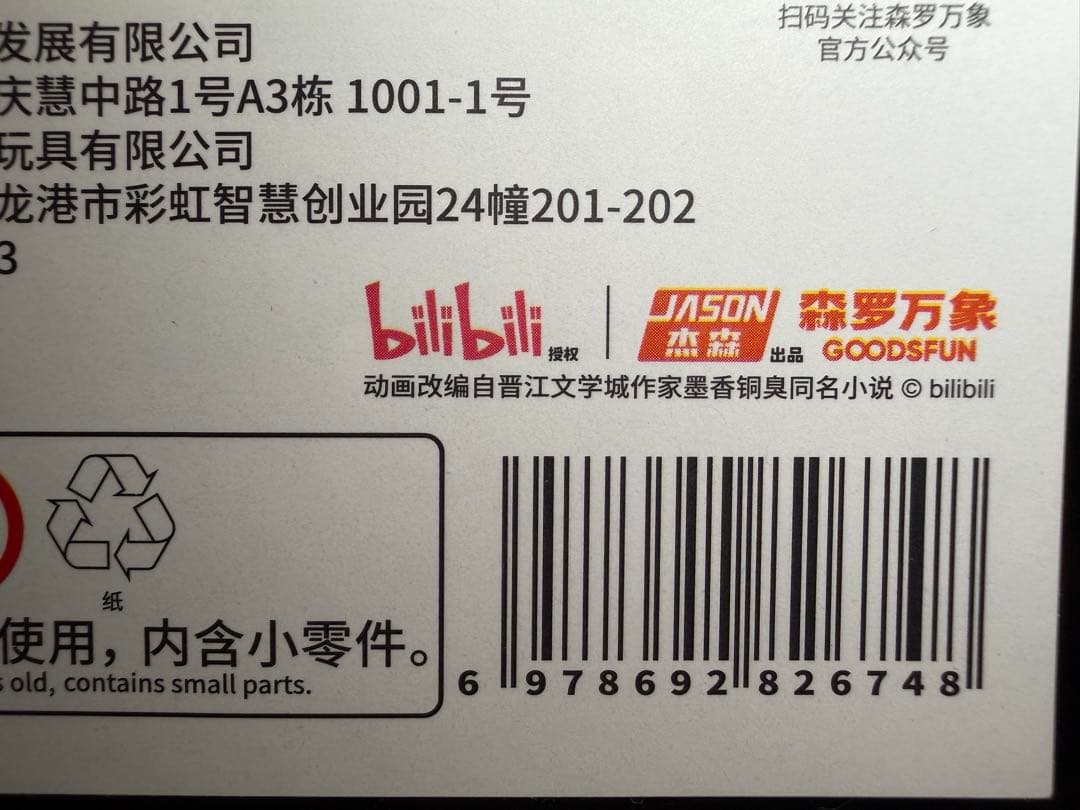 扫码关注森罗万象
官方公众号
发展有限公司
庆慧中路1号A3栋 1001-1号
玩具有限公司
龙港市彩虹智慧创业园24幢201-202
3
bilibili 授权 JASON 杰森 出品 森罗万象 GOODSFUN
动画改编自晋江文学城作家墨香铜臭同名小说 © bilibili
纸
使用，内含小零件。
s old, contains small parts.
6 978692 826748